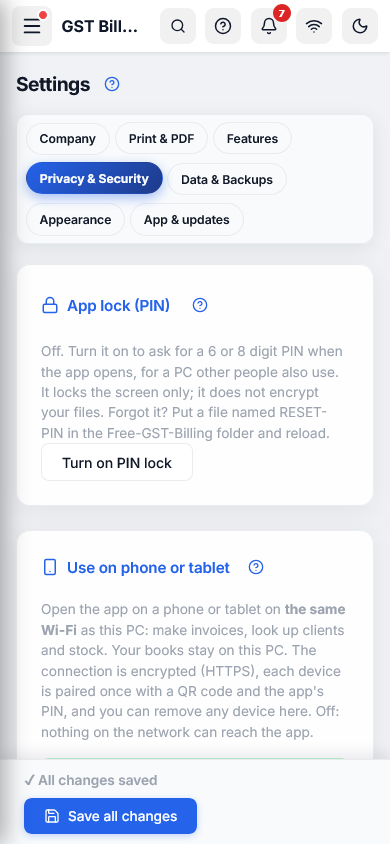 GST Bill...
7
Settings
Company
Print & PDF
Features
Privacy & Security
Data & Backups
Appearance
App & updates
App lock (PIN)
Off. Turn it on to ask for a 6 or 8 digit PIN when
the app opens, for a PC other people also use.
It locks the screen only; it does not encrypt
your files. Forgot it? Put a file named RESET-
PIN in the Free-GST-Billing folder and reload.
Turn on PIN lock
Use on phone or tablet
Open the app on a phone or tablet on the same
Wi-Fi as this PC: make invoices, look up clients
and stock. Your books stay on this PC. The
connection is encrypted (HTTPS), each device
is paired once with a QR code and the app's
PIN, and you can remove any device here. Off:
nothing on the network can reach the app.
✓ All changes saved
Save all changes